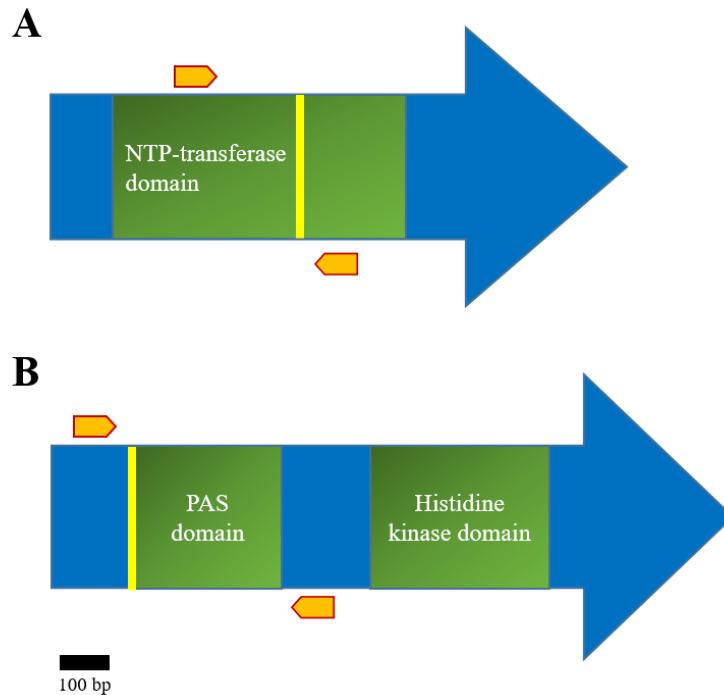 A
NTP-transferase
domain
B
PAS
domain
Histidine
kinase domain
100 bp